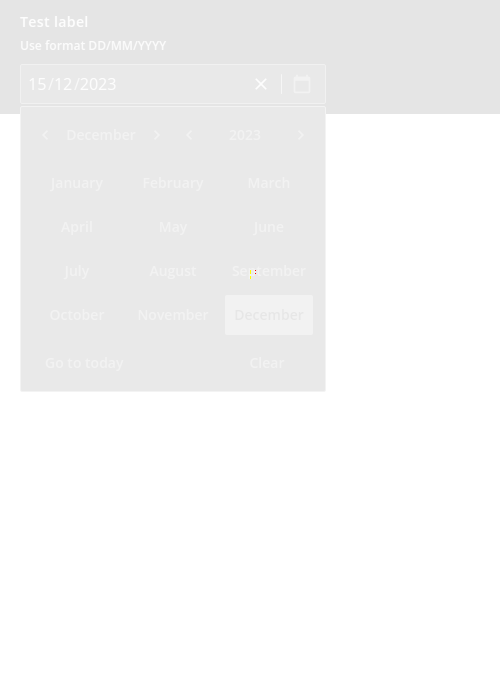 Test label
Use format DD/MM/YYYY
15/12/2023
December 2023
January February March
April May June
July August September
October November December
Go to today Clear